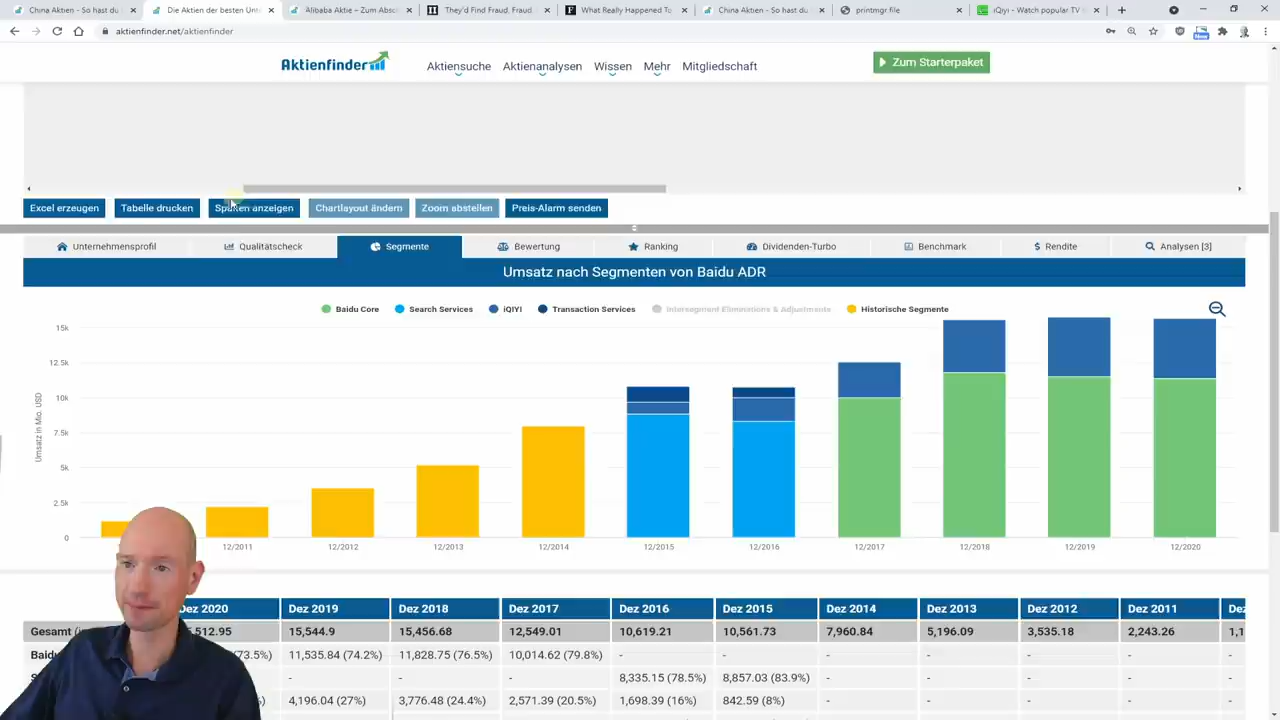 China Aktien - So hast du
Die Aktien der besten Unt
Alibaba Aktie – Zum Absc
They'd Find Fraud, Fraud
What Really Happened To
China Aktien - So hast du
printmgr.file
iQiyi - Watch popular TV
aktienfinder.net/aktienfinder
New
Aktienfinder
Aktiensuche
Aktienanalysen
Wissen
Mehr
Mitgliedschaft
Zum Starterpaket
Excel erzeugen
Tabelle drucken
Spalten anzeigen
Chartlayout ändern
Zoom abstellen
Preis-Alarm senden
Unternehmensprofil
Qualitätscheck
Segmente
Bewertung
Ranking
Dividenden-Turbo
Benchmark
Rendite
Analysen [3]
Umsatz nach Segmenten von Baidu ADR
Baidu Core
Search Services
iQIYI
Transaction Services
Intersegment Eliminations & Adjustments
Historische Segmente
Umsatz in Mio. USD
15k
12.5k
10k
7.5k
5k
2.5k
0
12/2011
12/2012
12/2013
12/2014
12/2015
12/2016
12/2017
12/2018
12/2019
12/2020
Dez 2020 Dez 2019 Dez 2018 Dez 2017 Dez 2016 Dez 2015 Dez 2014 Dez 2013 Dez 2012 Dez 2011
Gesamt 512.95 15,544.9 15,456.68 12,549.01 10,619.21 10,561.73 7,960.84 5,196.09 3,535.18 2,243.26 1,1
Baidu 73.5%) 11,535.84 (74.2%) 11,828.75 (76.5%) 10,014.62 (79.8%) - - - - - -
- - - 8,335.15 (78.5%) 8,857.03 (83.9%) - - - -
4,196.04 (27%) 3,776.48 (24.4%) 2,571.39 (20.5%) 1,698.39 (16%) 842.59 (8%) - - - -